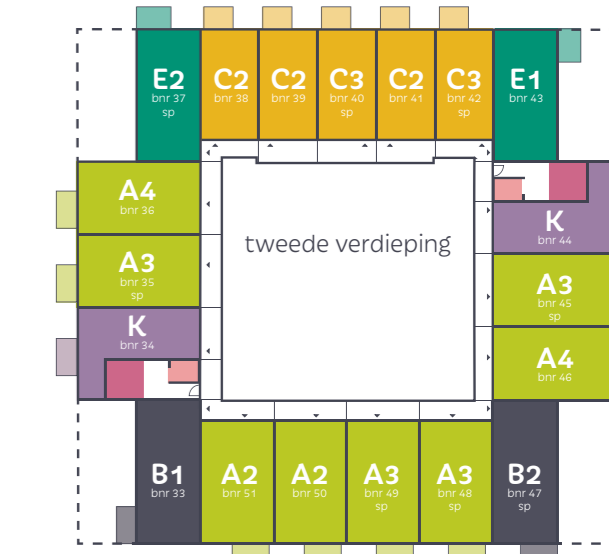 E2
bnr 37
sp
C2
bnr 38
C2
bnr 39
C3
bnr 40
sp
C2
bnr 41
C3
bnr 42
sp
E1
bnr 43
A4
bnr 36
A3
bnr 35
sp
K
bnr 34
tweede verdieping
K
bnr 44
A3
bnr 45
sp
A4
bnr 46
B1
bnr 33
A2
bnr 51
A2
bnr 50
A3
bnr 49
sp
A3
bnr 48
sp
B2
bnr 47
sp